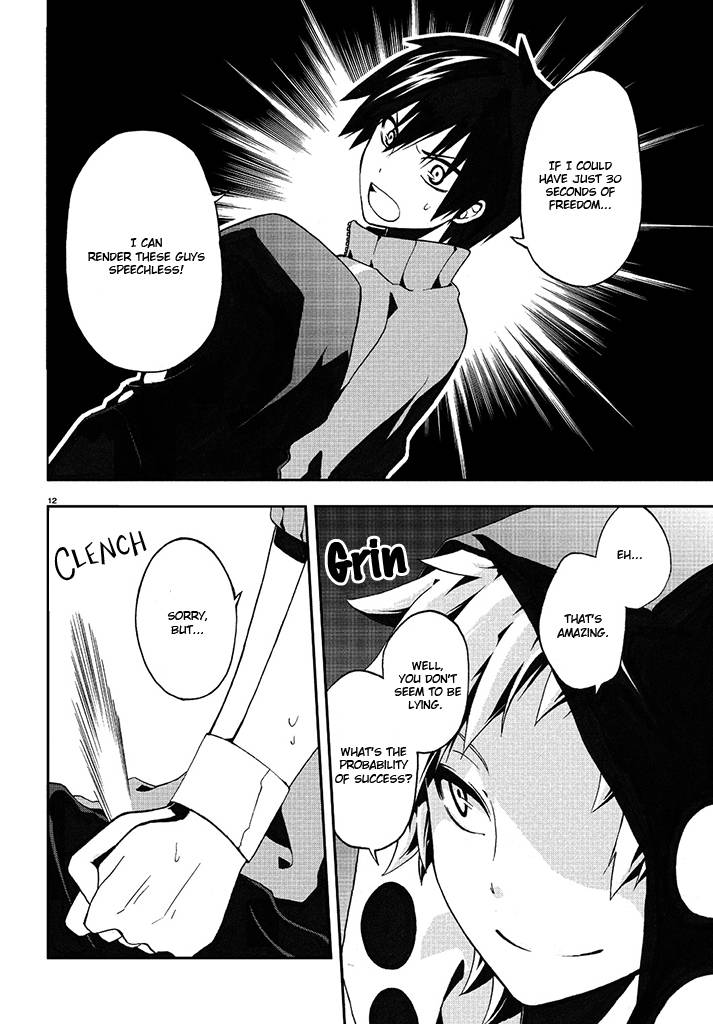 IF I COULD
HAVE JUST 30
SECONDS OF
FREEDOM...
I CAN
RENDER THESE GUYS
SPEECHLESS!
12
EH...
THAT'S
AMAZING.
Grin
WELL,
YOU DON'T
SEEM TO BE
LYING.
WHAT'S THE
PROBABILITY
OF SUCCESS?
CLENCH
SORRY,
BUT...